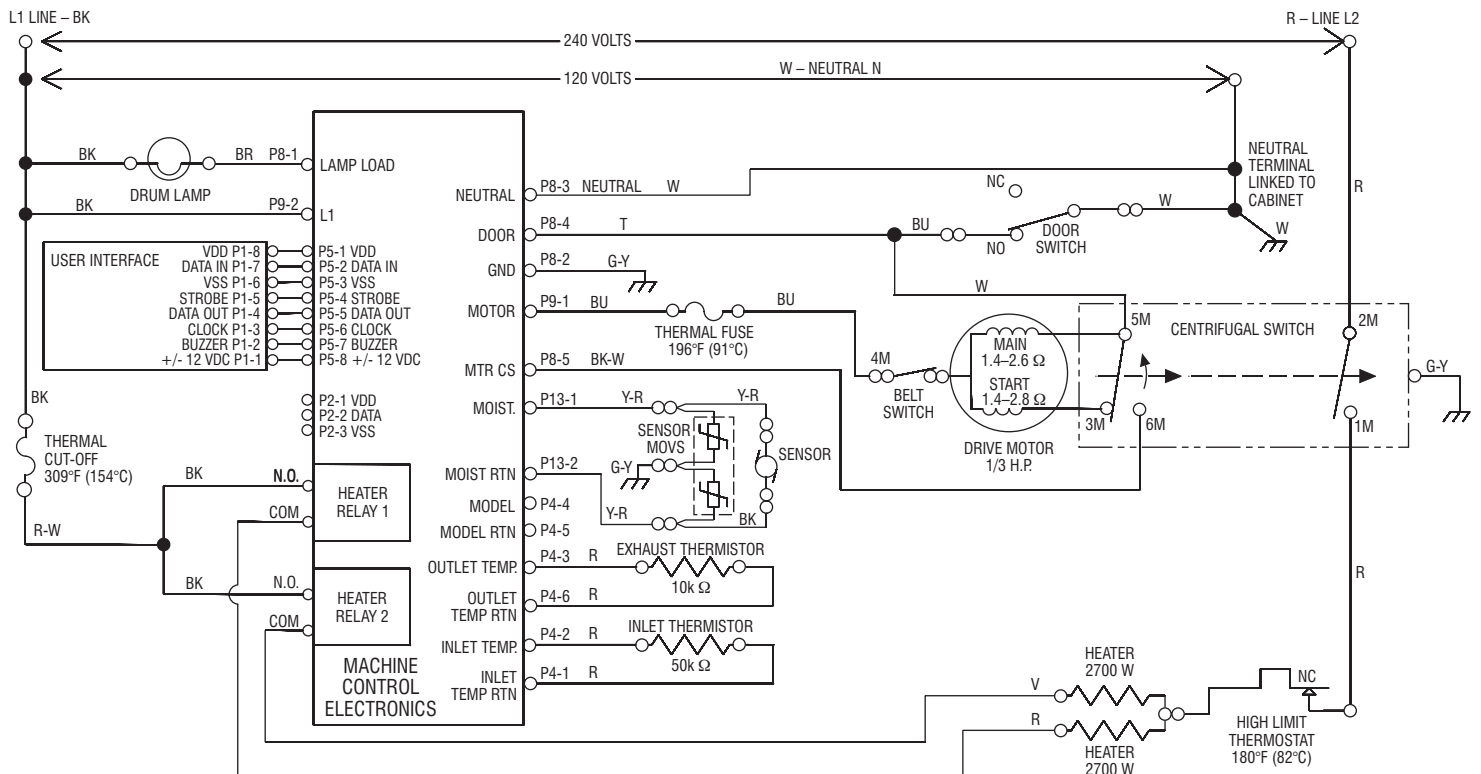 L1 LINE – BK
R – LINE L2
240 VOLTS
W – NEUTRAL N
120 VOLTS
BK
BR
P8-1
LAMP LOAD
DRUM LAMP
BK
P9-2
L1
NEUTRAL
P8-3
NEUTRAL
W
NC
NEUTRAL
TERMINAL
LINKED TO
CABINET
R
DOOR
P8-4
T
BU
NO
DOOR
SWITCH
W
W
USER INTERFACE
VDD P1-8
P5-1 VDD
DATA IN P1-7
P5-2 DATA IN
VSS P1-6
P5-3 VSS
STROBE P1-5
P5-4 STROBE
DATA OUT P1-4
P5-5 DATA OUT
CLOCK P1-3
P5-6 CLOCK
BUZZER P1-2
P5-7 BUZZER
+/- 12 VDC P1-1
P5-8 +/- 12 VDC
GND
P8-2
G-Y
W
MOTOR
P9-1
BU
BU
THERMAL FUSE
196°F (91°C)
5M
CENTRIFUGAL SWITCH
2M
MAIN
1.4–2.6 Ω
START
1.4–2.8 Ω
4M
BELT
SWITCH
MTR CS
P8-5
BK-W
G-Y
3M
6M
1M
DRIVE MOTOR
1/3 H.P.
BK
P2-1 VDD
P2-2 DATA
P2-3 VSS
MOIST.
P13-1
Y-R
Y-R
SENSOR
MOVS
SENSOR
G-Y
MOIST RTN
P13-2
Y-R
BK
THERMAL
CUT-OFF
309°F (154°C)
BK
N.O.
HEATER
RELAY 1
COM
MODEL
P4-4
MODEL RTN
P4-5
R-W
OUTLET TEMP.
P4-3
R
EXHAUST THERMISTOR
10k Ω
R
BK
N.O.
HEATER
RELAY 2
COM
OUTLET
TEMP RTN
P4-6
R
INLET TEMP.
P4-2
R
INLET THERMISTOR
50k Ω
INLET
TEMP RTN
P4-1
R
MACHINE
CONTROL
ELECTRONICS
HEATER
2700 W
V
R
HEATER
2700 W
NC
HIGH LIMIT
THERMOSTAT
180°F (82°C)